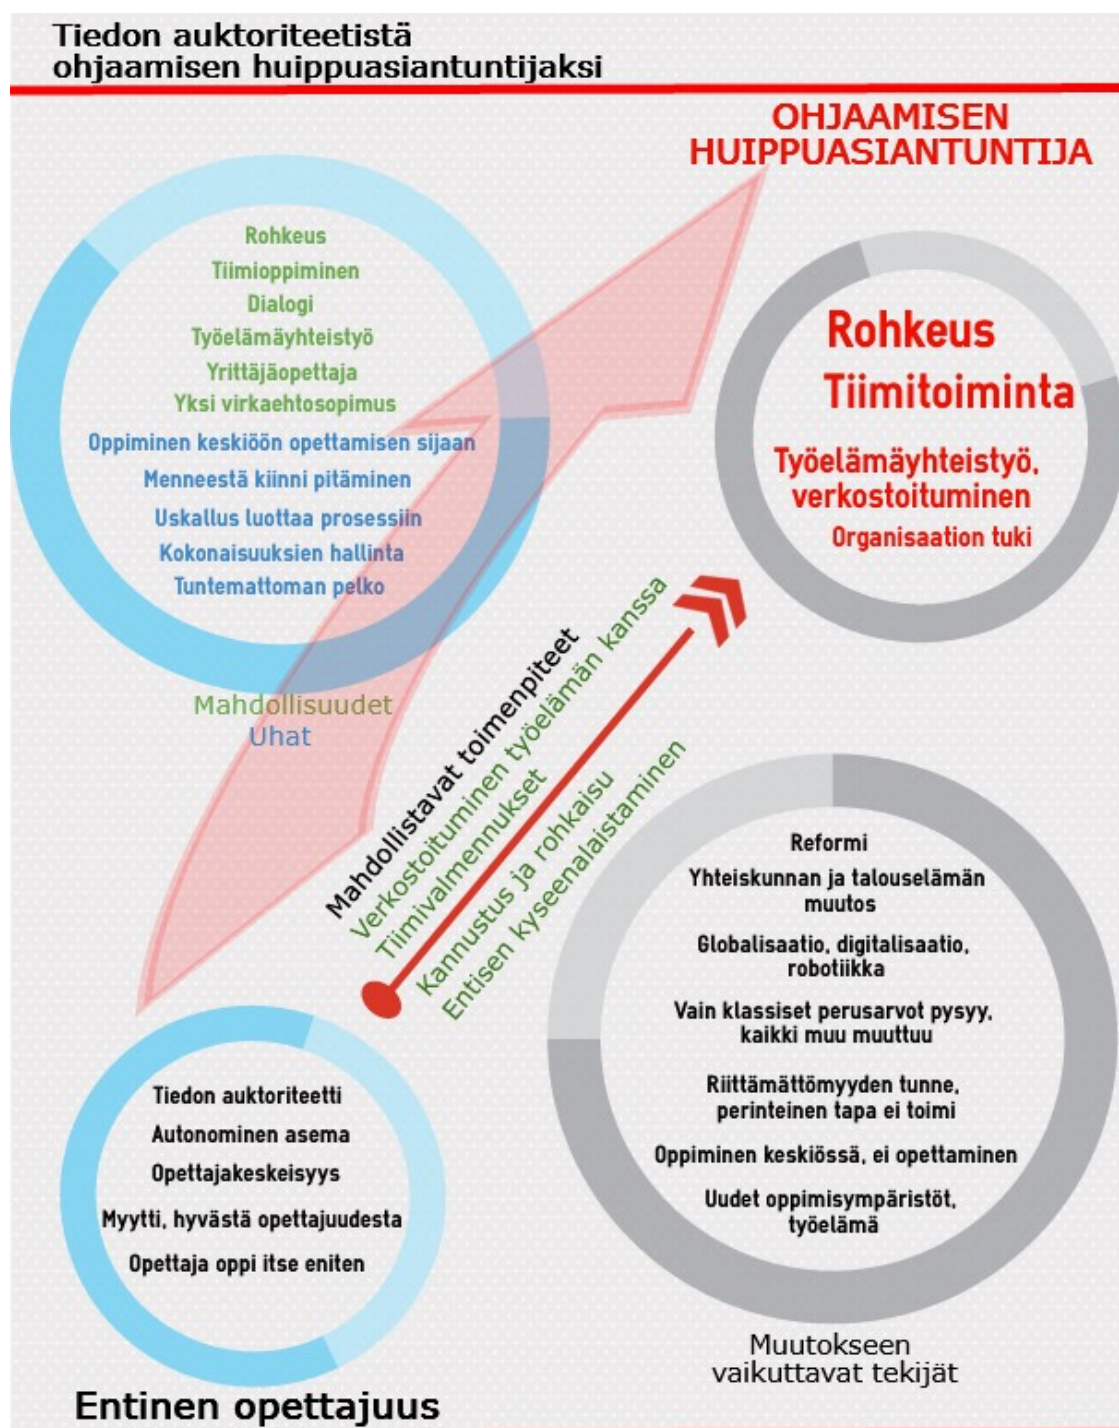 Tiedon auktoriteetistä
ohjaamisen huippuasiantuntijaksi
OHJAAMISEN
HUIPPUASIANTUNTIJA
Rohkeus
Tiimioppiminen
Dialogi
Työelämäyhteistyö
Yrittäjäopettaja
Yksi virkaehtosopimus
Oppiminen keskiöön opettamisen sijaan
Menneestä kiinni pitäminen
Uskallus luottaa prosessiin
Kokonaisuuksien hallinta
Tuntemattoman pelko
Mahdollisuudet
Uhat
Rohkeus
Tiimitoiminta
Työelämäyhteistyö,
verkostoituminen
Organisaation tuki
Mahdollistavat toimenpiteet
Verkostoituminen työelämän kanssa
Tiimivalmennukset
Kannustus ja rohkaisu
Entisen kyseenalaistaminen
Reformi
Yhteiskunnan ja talouselämän
muutos
Globalisaatio, digitalisaatio,
robotiikka
Vain klassiset perusarvot pysyy,
kaikki muu muuttuu
Riittämättömyyden tunne,
perinteinen tapa ei toimi
Oppiminen keskiössä, ei opettaminen
Uudet oppimisympäristöt,
työelämä
Muutokseen
vaikuttavat tekijät
Tiedon auktoriteetti
Autonominen asema
Opettajakeskeisyys
Myytti, hyvästä opettajuudesta
Opettaja oppi itse eniten
Entinen opettajuus